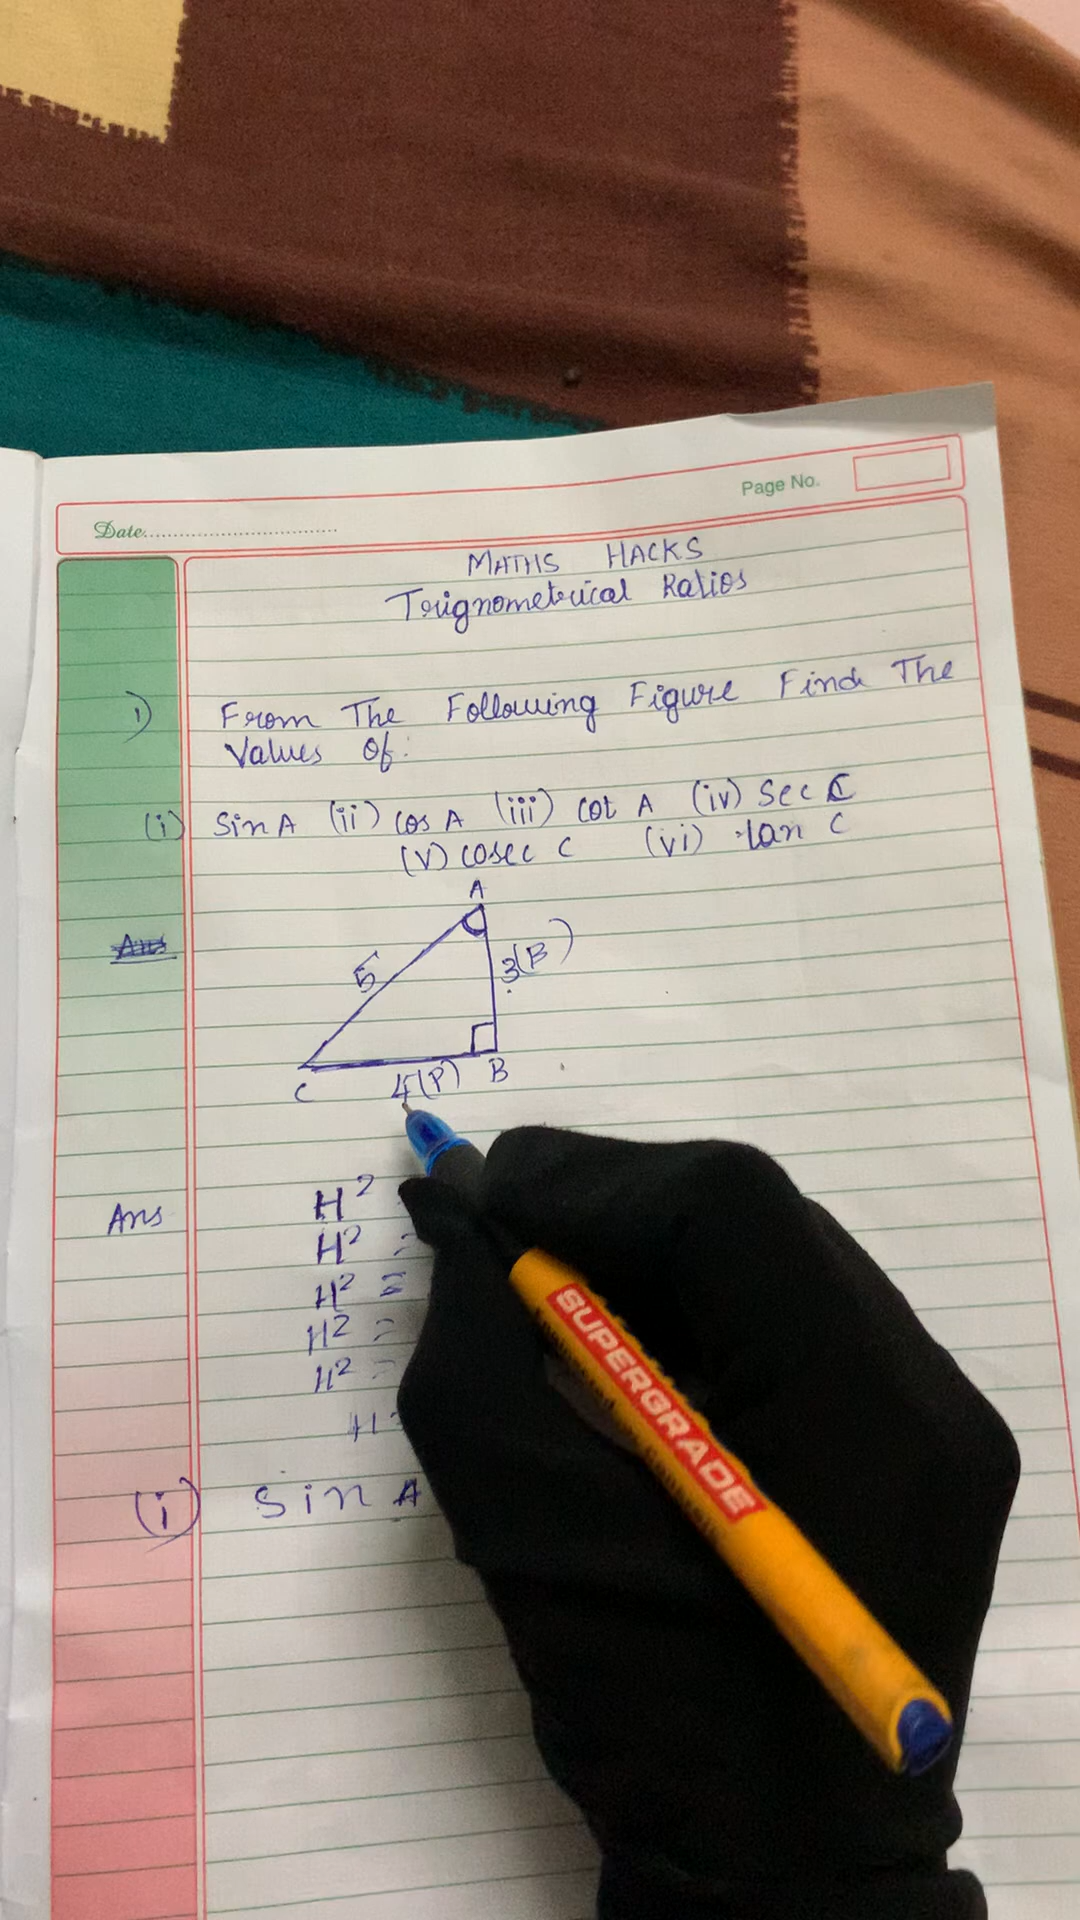 Page No.
Date
MATHS HACKS
Trignometrical Ratios
1) From The Following Figure Find The
Values Of:
(i) Sin A (ii) cos A (iii) cot A (iv) Sec C
(v) cosec C (vi) tan C
A
5
3(B)
C
4(P)
B
Ans
H²
H² =
H² =
H² =
H² =
H =
(i) Sin A
SUPERGRADE